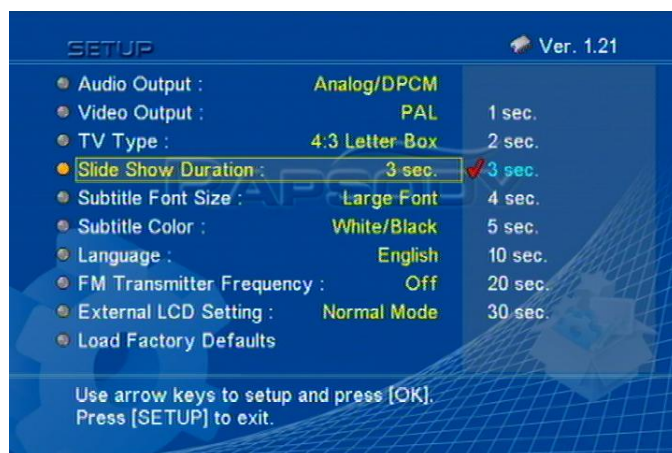 SETUP Ver. 1.21
Audio Output : Analog/DPCM
Video Output : PAL 1 sec.
TV Type : 4:3 Letter Box 2 sec.
Slide Show Duration : 3 sec. 3 sec.
RAPSODY
Subtitle Font Size : Large Font 4 sec.
Subtitle Color : White/Black 5 sec.
Language : English 10 sec.
FM Transmitter Frequency : Off 20 sec.
External LCD Setting : Normal Mode 30 sec.
Load Factory Defaults
Use arrow keys to setup and press [OK].
Press [SETUP] to exit.